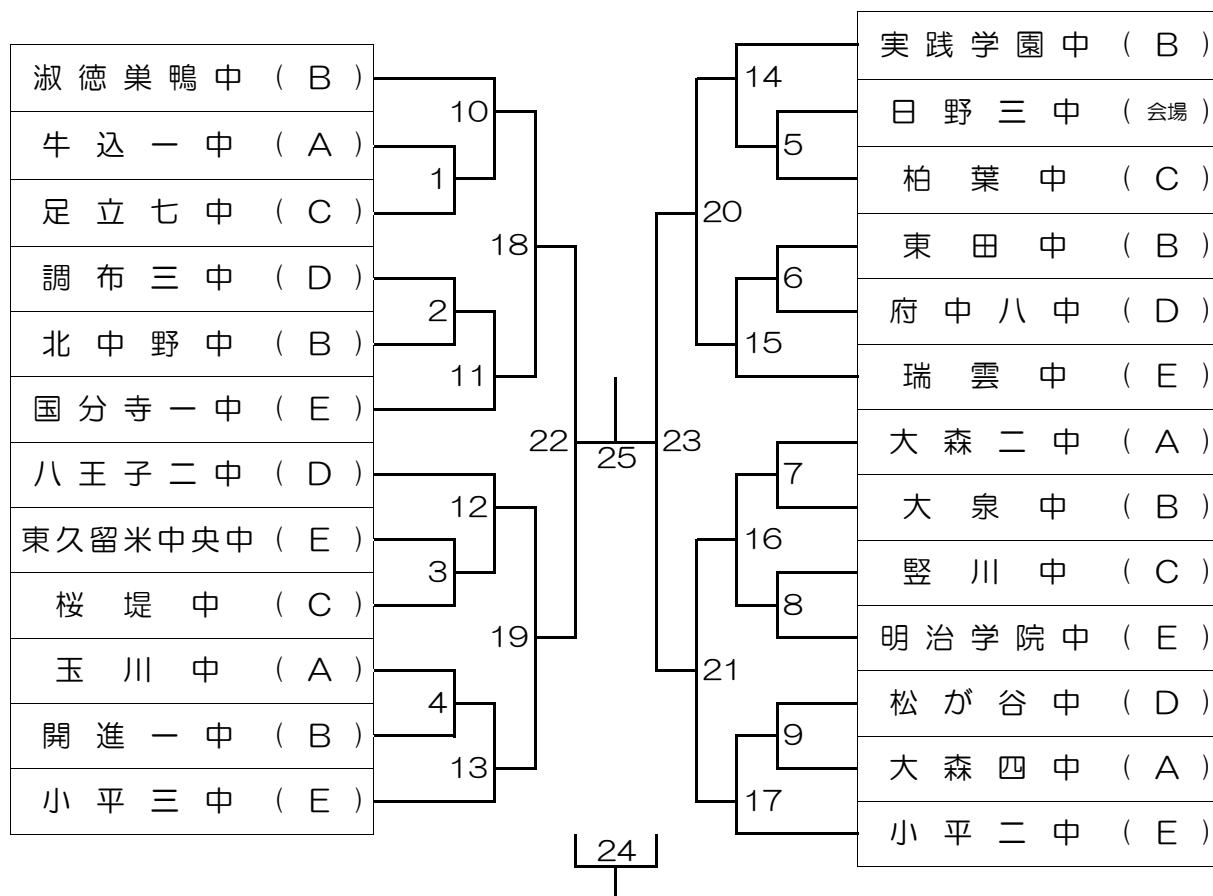 淑徳巣鴨中 (B)
牛込一中 (A)
足立七中 (C)
調布三中 (D)
北中野中 (B)
国分寺一中 (E)
八王子二中 (D)
東久留米中央中 (E)
桜堤中 (C)
玉川中 (A)
開進一中 (B)
小平三中 (E)
10
1
18
2
11
22
12
3
19
4
13
25
24
14
5
20
6
15
23
7
16
8
21
9
17
実践学園中 (B)
日野三中 (会場)
柏葉中 (C)
東田中 (B)
府中八中 (D)
瑞雲中 (E)
大森二中 (A)
大泉中 (B)
竪川中 (C)
明治学院中 (E)
松が谷中 (D)
大森四中 (A)
小平二中 (E)